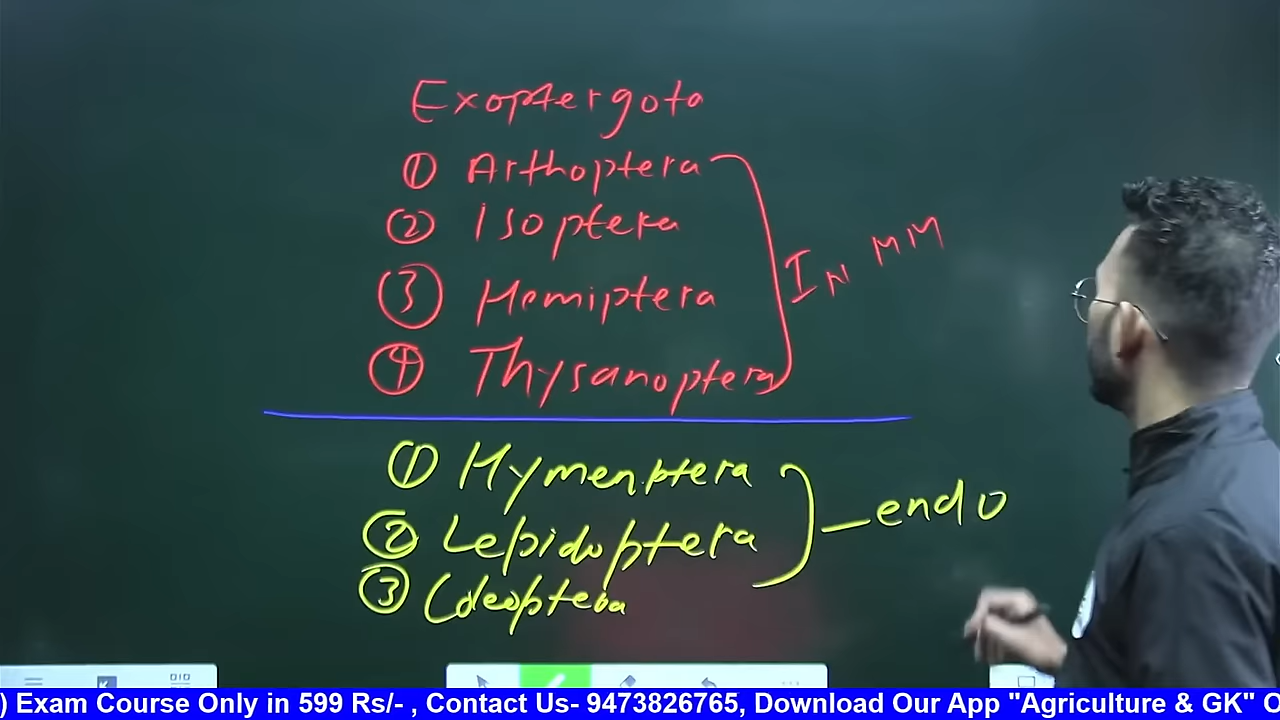 Exoptergota
① Arthoptera
② Isoptera
③ Hemiptera
④ Thysanoptera
IN MM
① Hymenptera
② Lepidoptera
③ Coleoptera
endo
) Exam Course Only in 599 Rs/- , Contact Us- 9473826765, Download Our App "Agriculture & GK" O